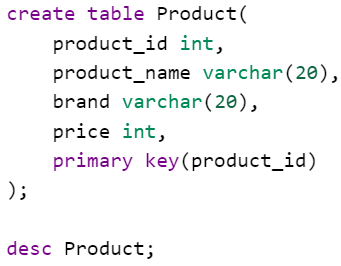 create table Product(
    product_id int,
    product_name varchar(20),
    brand varchar(20),
    price int,
    primary key(product_id)
);

desc Product;